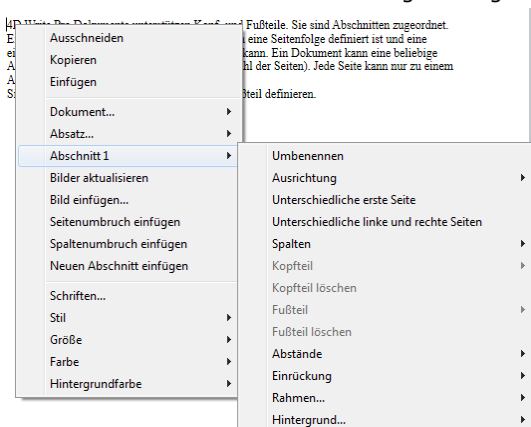 4D Write Pro Dokumente unterstützen Kopf- und Fußteile. Sie sind Abschnitten zugeordnet.
eine Seitenfolge definiert ist und eine
kann. Ein Dokument kann eine beliebige
der Seiten). Jede Seite kann nur zu einem
definieren.
Ausschneiden
Kopieren
Einfügen
Dokument...
Absatz...
Abschnitt 1
Bilder aktualisieren
Bild einfügen...
Seitenumbruch einfügen
Spaltenumbruch einfügen
Neuen Abschnitt einfügen
Schriften...
Stil
Größe
Farbe
Hintergrundfarbe
Umbenennen
Ausrichtung
Unterschiedliche erste Seite
Unterschiedliche linke und rechte Seiten
Spalten
Kopfteil
Kopfteil löschen
Fußteil
Fußteil löschen
Abstände
Einrückung
Rahmen...
Hintergrund...